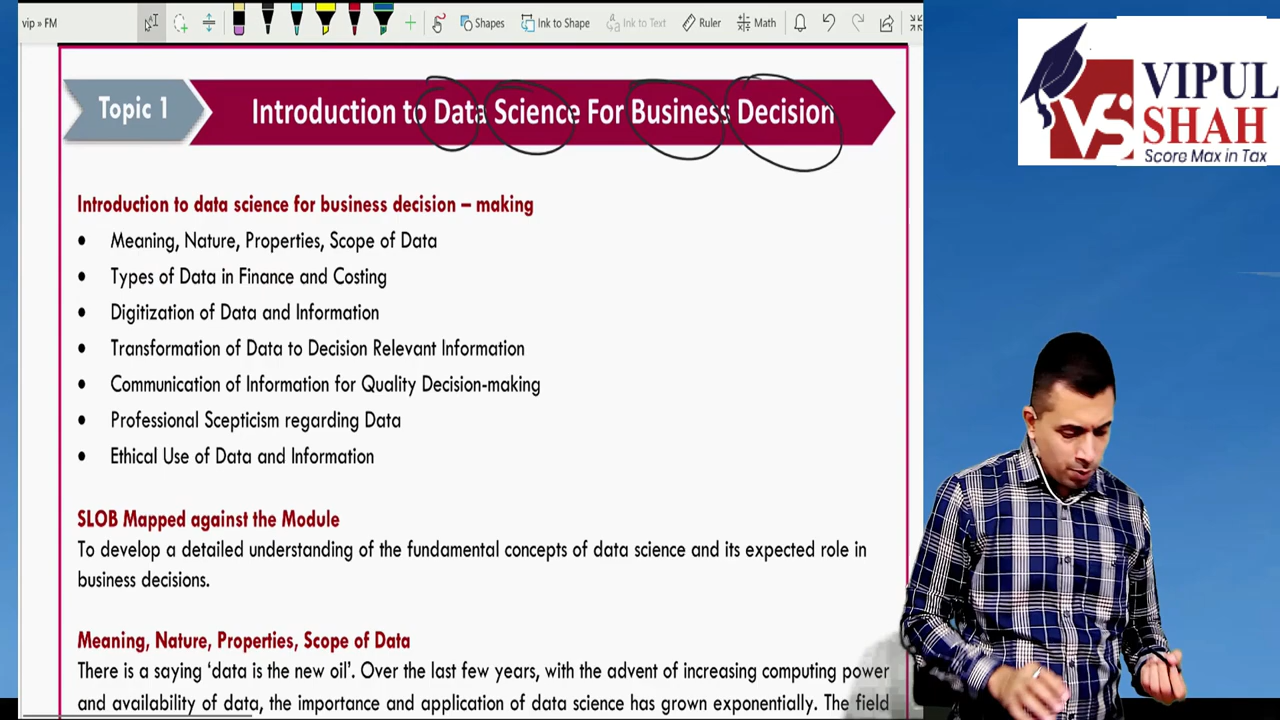 vip » FM
Shapes
Ink to Shape
Ink to Text
Ruler
Math
VIPUL
SHAH
Score Max in Tax
VS
Topic 1
Introduction to Data Science For Business Decision
Introduction to data science for business decision – making
• Meaning, Nature, Properties, Scope of Data
• Types of Data in Finance and Costing
• Digitization of Data and Information
• Transformation of Data to Decision Relevant Information
• Communication of Information for Quality Decision-making
• Professional Scepticism regarding Data
• Ethical Use of Data and Information
SLOB Mapped against the Module
To develop a detailed understanding of the fundamental concepts of data science and its expected role in
business decisions.
Meaning, Nature, Properties, Scope of Data
There is a saying ‘data is the new oil’. Over the last few years, with the advent of increasing computing power
and availability of data, the importance and application of data science has grown exponentially. The field